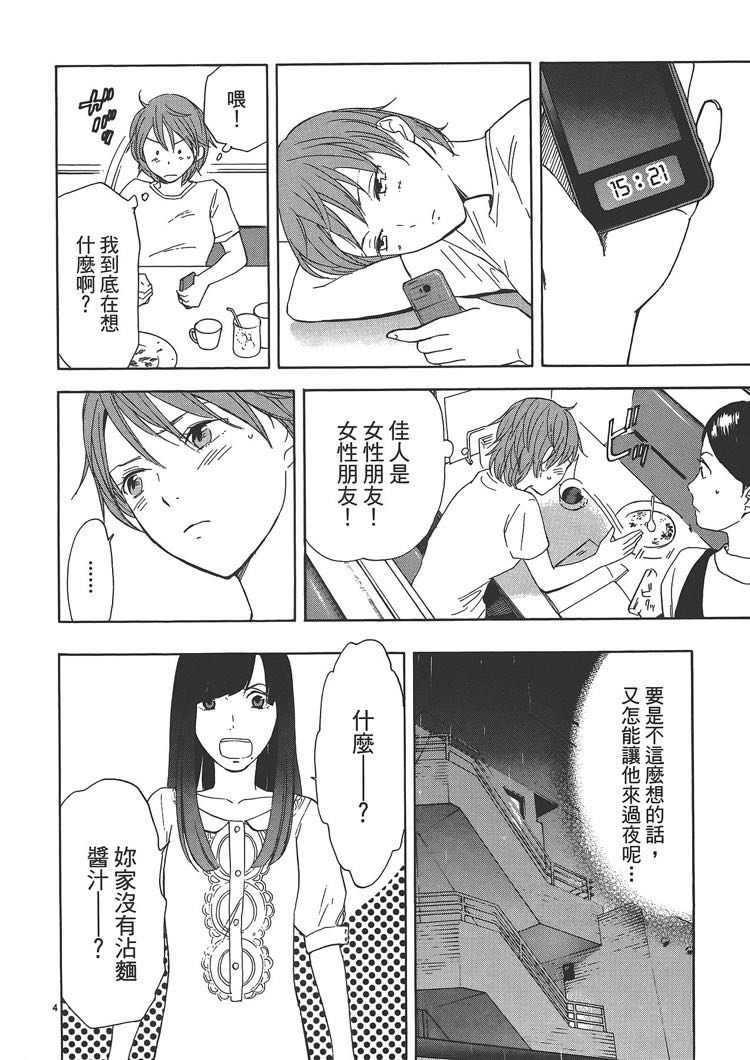 15:21
喂！
我到底在想
什麼啊？
佳人是
女性朋友！
女性朋友！
……
要是不這麼想的話，
又怎能讓他來過夜呢…
什麼——？
妳家沒有沾麵
醬汁——？
4